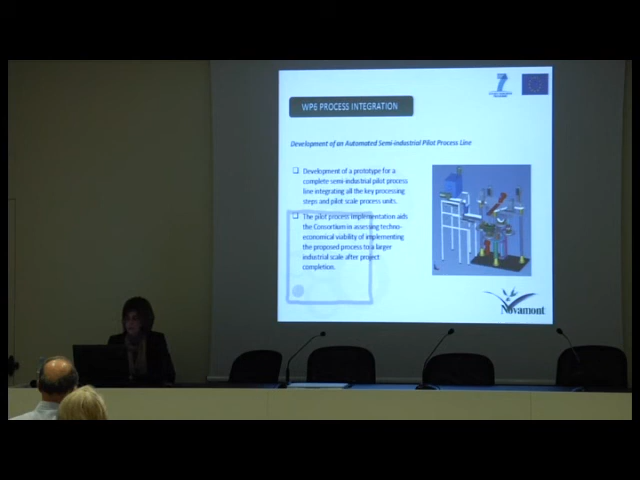 WP6 PROCESS INTEGRATION
Development of an Automated Semi-industrial Pilot Process Line
Development of a prototype for a
complete semi-industrial pilot process
line integrating all the key processing
steps and pilot scale process units.
The pilot process implementation aids
the Consortium in assessing techno-
economical viability of implementing
the proposed process to a larger
industrial scale after project
completion.
Novamont